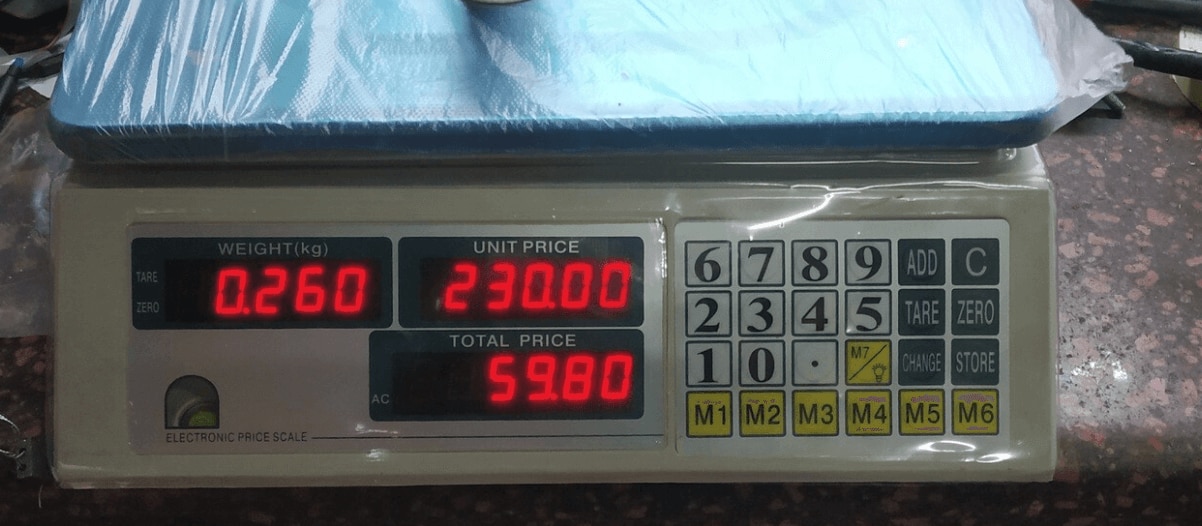 WEIGHT(kg) UNIT PRICE
TARE
ZERO
0.260 230.00
TOTAL PRICE
AC
59.80
ELECTRONIC PRICE SCALE
6 7 8 9 ADD C
2 3 4 5 TARE ZERO
1 0 . M7 CHANGE STORE
M1 M2 M3 M4 M5 M6